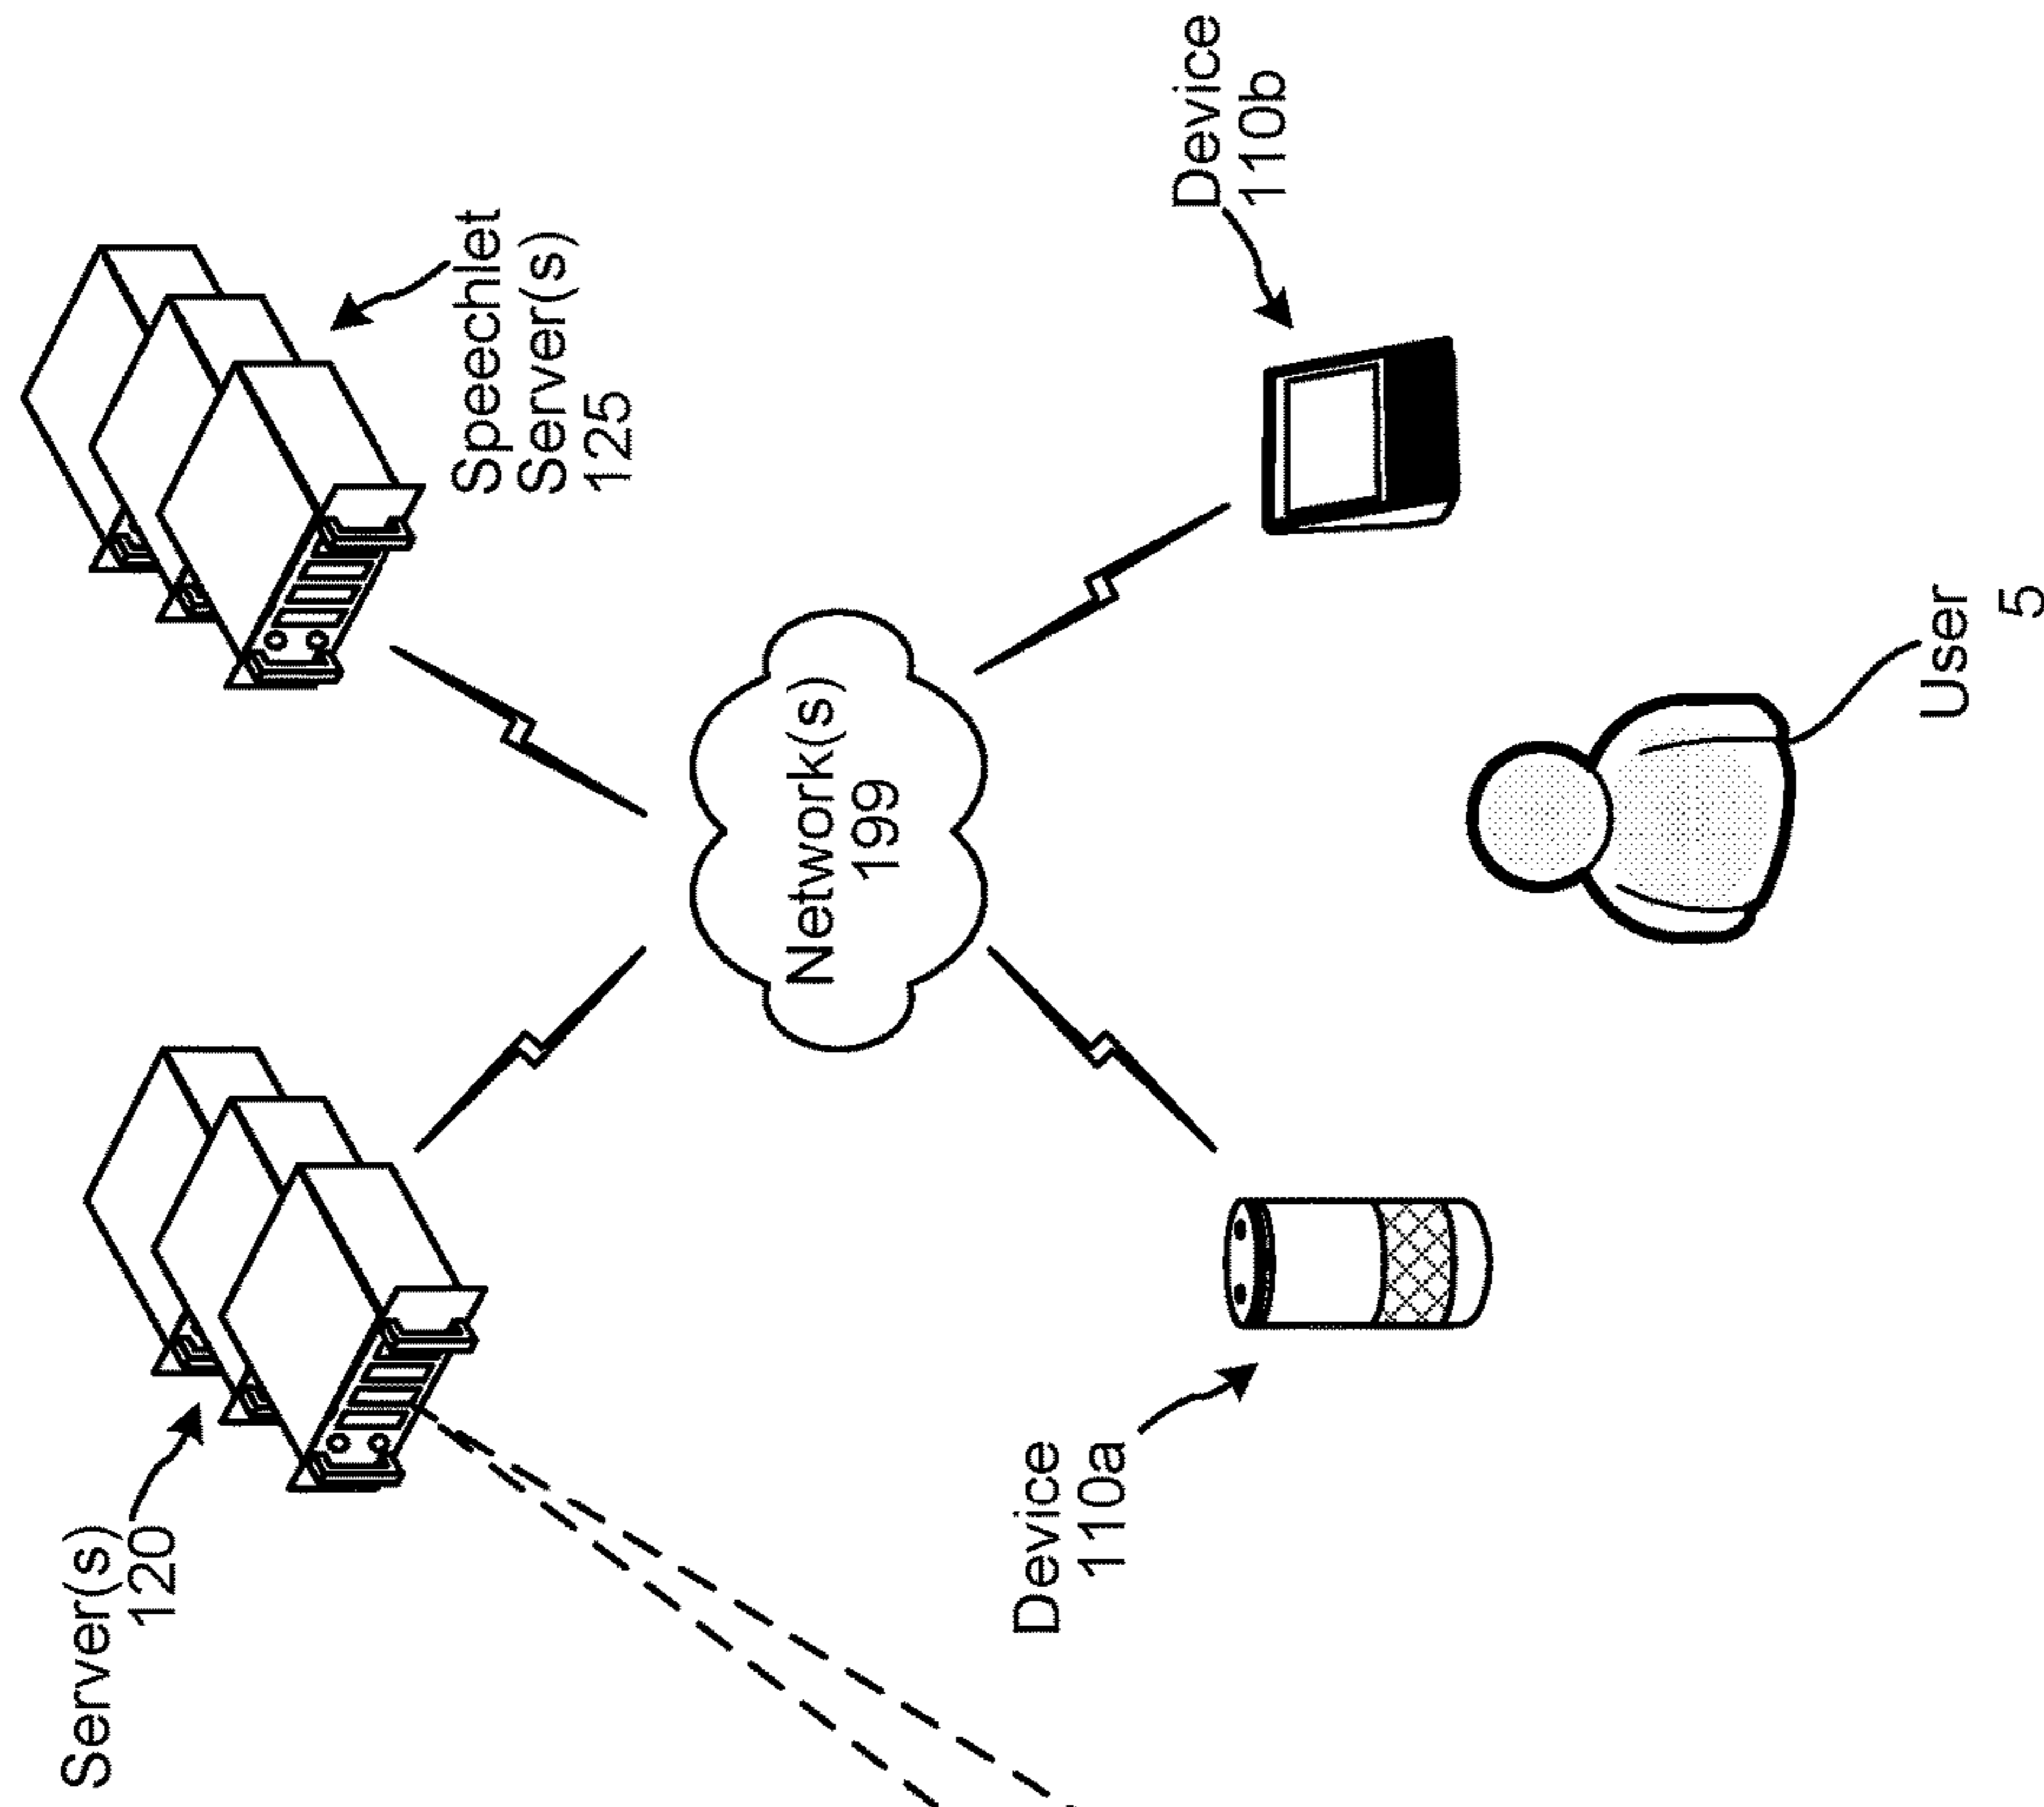 Server(s)
120
Speechlet
Server(s)
125
Network(s)
199
Device
110a
Device
110b
User
5